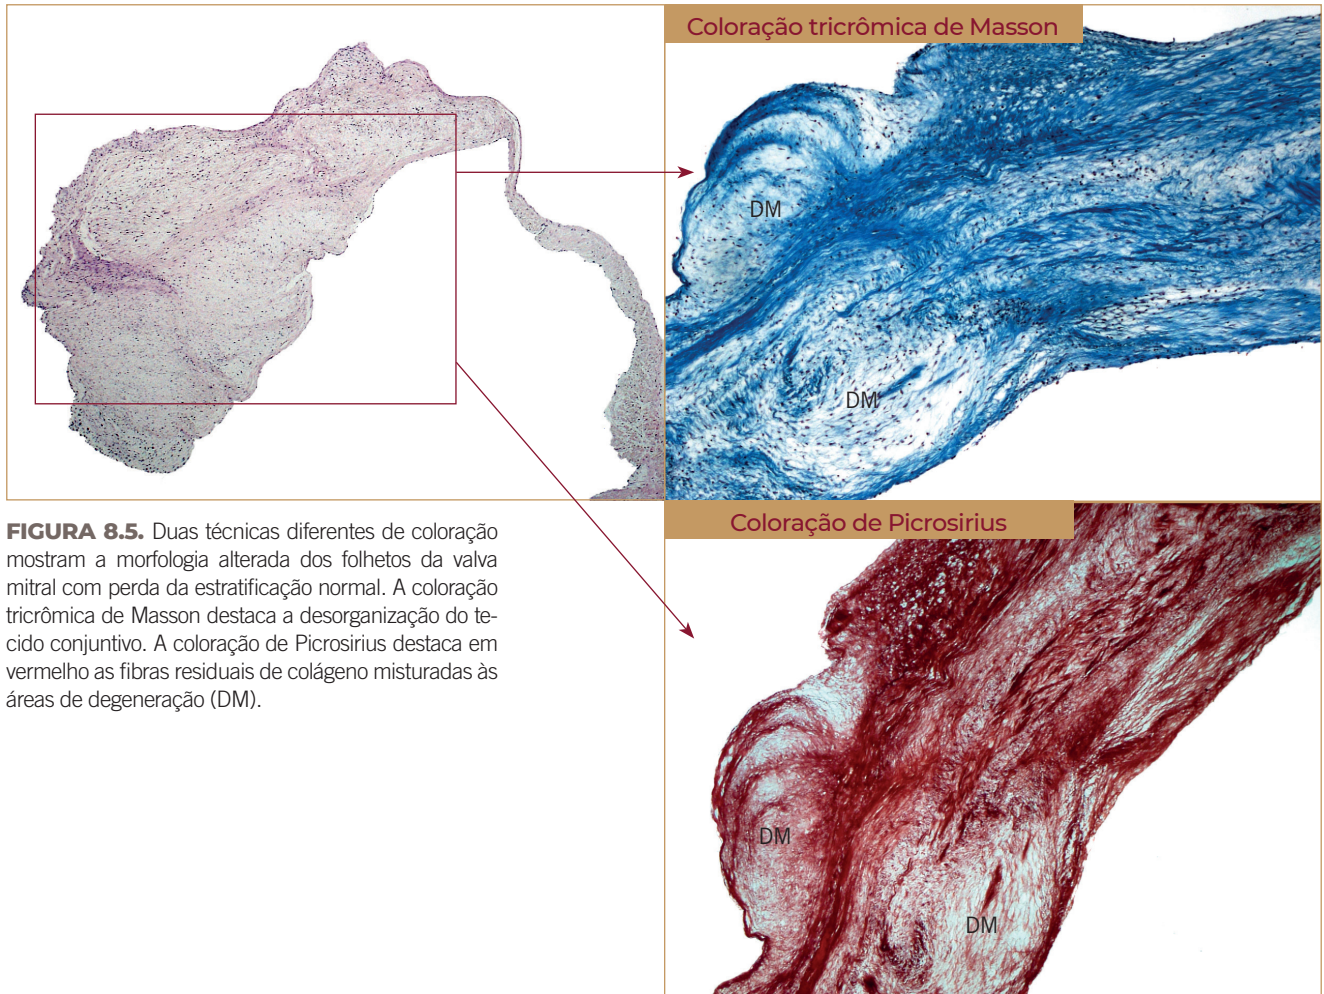 Coloração tricrômica de Masson
DM
DM
Coloração de Picrosirius
DM
DM
FIGURA 8.5. Duas técnicas diferentes de coloração
mostram a morfologia alterada dos folhetos da valva
mitral com perda da estratificação normal. A coloração
tricrômica de Masson destaca a desorganização do te-
cido conjuntivo. A coloração de Picrosirius destaca em
vermelho as fibras residuais de colágeno misturadas às
áreas de degeneração (DM).